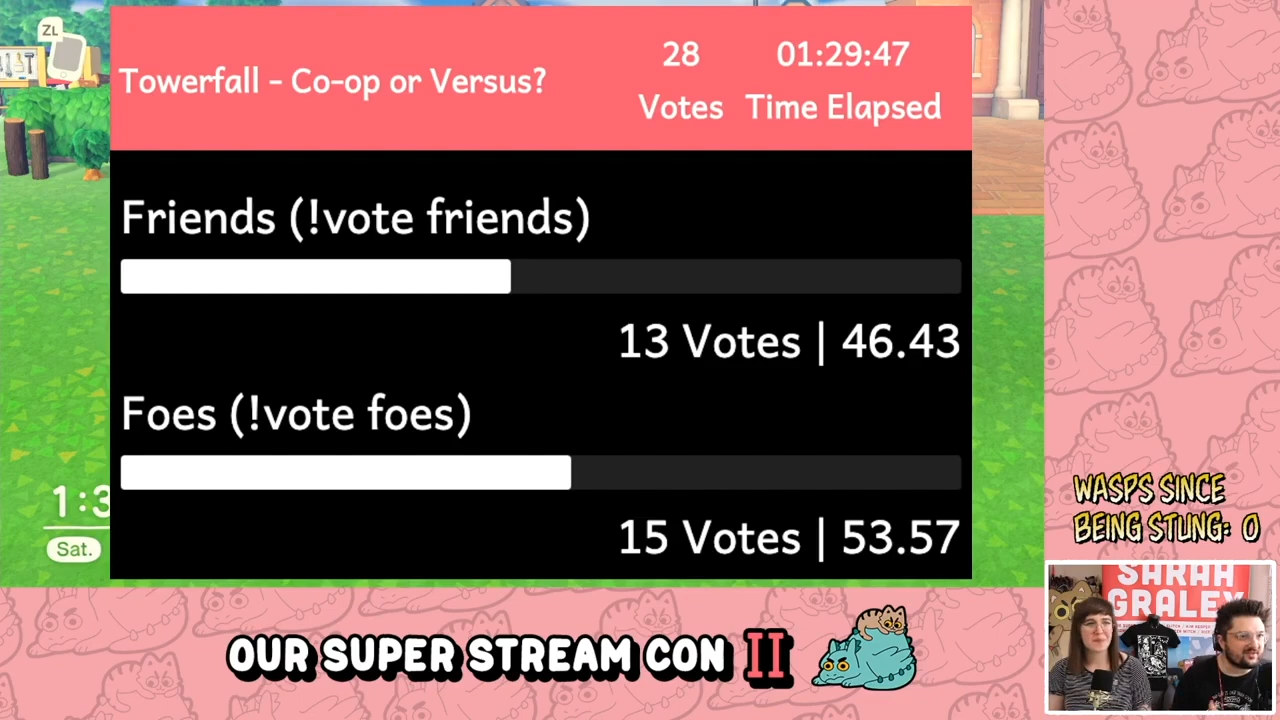 ZL
Towerfall - Co-op or Versus?
28
Votes
01:29:47
Time Elapsed
Friends (!vote friends)
13 Votes | 46.43
Foes (!vote foes)
15 Votes | 53.57
1:3
Sat.
WASPS SINCE
BEING STUNG: 0
OUR SUPER STREAM CON II
SARAH
GRALEY